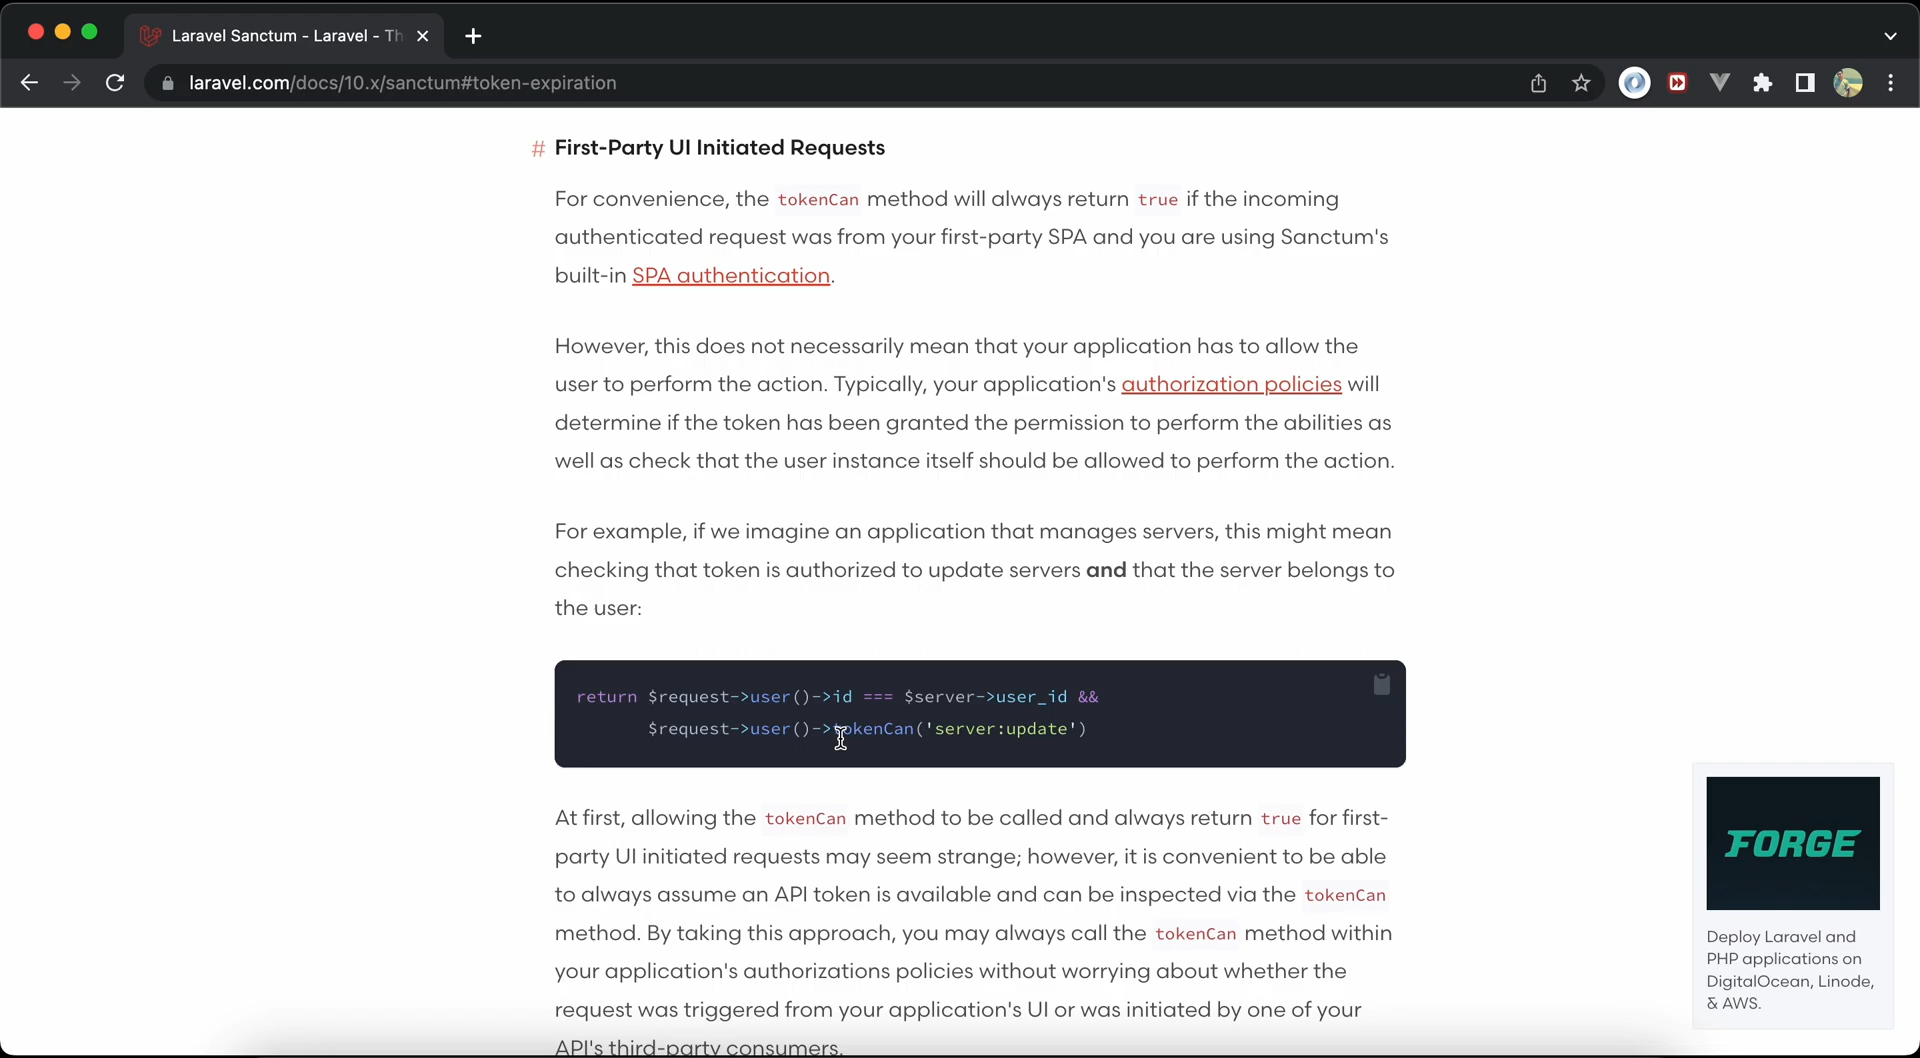 Laravel Sanctum - Laravel - Th
laravel.com/docs/10.x/sanctum#token-expiration
# First-Party UI Initiated Requests
For convenience, the tokenCan method will always return true if the incoming
authenticated request was from your first-party SPA and you are using Sanctum's
built-in SPA authentication.
However, this does not necessarily mean that your application has to allow the
user to perform the action. Typically, your application's authorization policies will
determine if the token has been granted the permission to perform the abilities as
well as check that the user instance itself should be allowed to perform the action.
For example, if we imagine an application that manages servers, this might mean
checking that token is authorized to update servers and that the server belongs to
the user:
return $request->user()->id === $server->user_id &&
$request->user()->tokenCan('server:update')
At first, allowing the tokenCan method to be called and always return true for first-
party UI initiated requests may seem strange; however, it is convenient to be able
to always assume an API token is available and can be inspected via the tokenCan
method. By taking this approach, you may always call the tokenCan method within
your application's authorizations policies without worrying about whether the
request was triggered from your application's UI or was initiated by one of your
API's third-party consumers.
FORGE
Deploy Laravel and
PHP applications on
DigitalOcean, Linode,
& AWS.